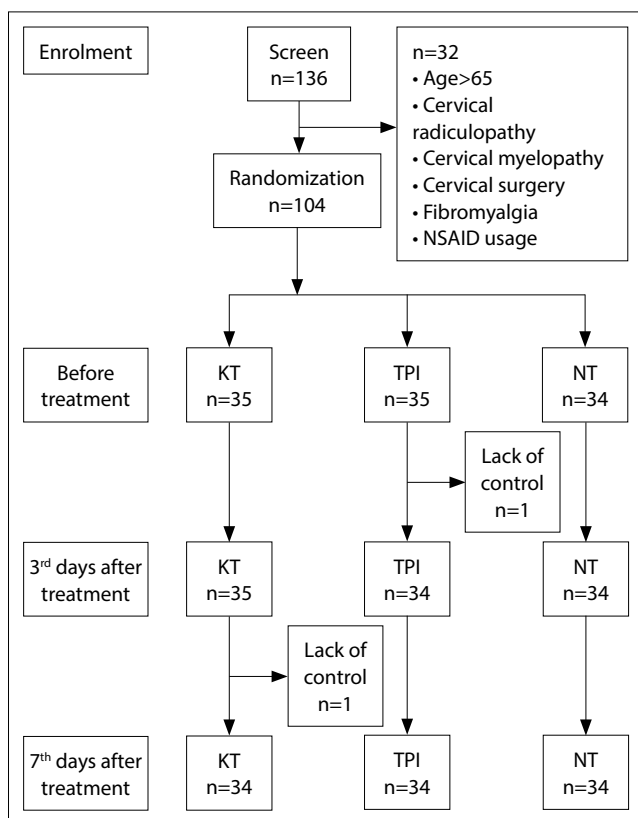 Enrolment
Screen
n=136
n=32
• Age>65
• Cervical
radiculopathy
• Cervical myelopathy
• Cervical surgery
• Fibromyalgia
• NSAID usage
Randomization
n=104
Before
treatment
KT
n=35
TPI
n=35
NT
n=34
Lack of
control
n=1
3rd days after
treatment
KT
n=35
TPI
n=34
NT
n=34
Lack of
control
n=1
7th days after
treatment
KT
n=34
TPI
n=34
NT
n=34